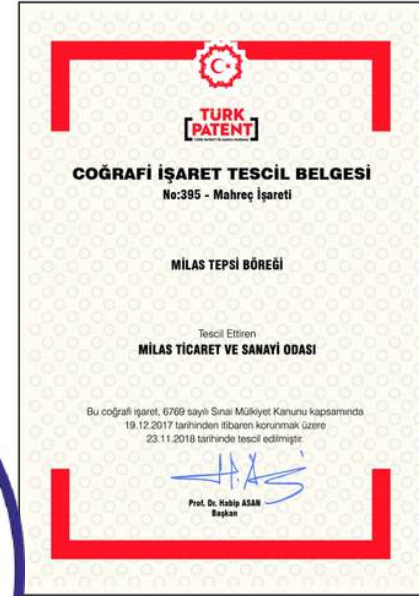 TÜRK
PATENT
COĞRAFİ İŞARET TESCİL BELGESİ
No:395 - Mahreç İşareti
MİLAS TEPSİ BÖREĞİ
Tescil Ettiren
MİLAS TİCARET VE SANAYİ ODASI
Bu coğrafi işaret, 6769 sayılı Sınai Mülkiyet Kanunu kapsamında
19.12.2017 tarihinden itibaren korunmak üzere
23.11.2018 tarihinde tescil edilmiştir.
Prof. Dr. Habip ASAN
Başkan